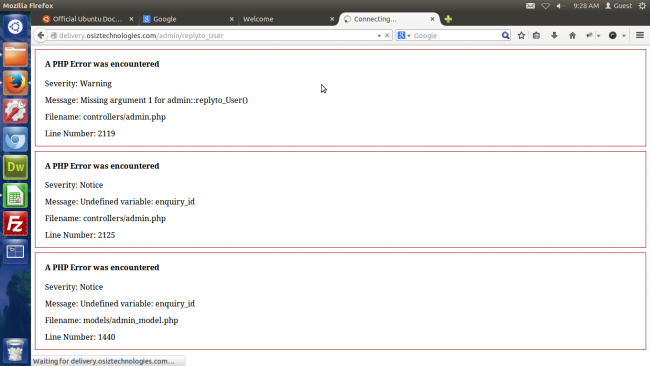 Mozilla Firefox
9:28 AM
Guest
Official Ubuntu Doc...
Google
Welcome
Connecting...
delivery.osiztechnologies.com/admin/replyto_User
Google
A PHP Error was encountered
Severity: Warning
Message: Missing argument 1 for admin::replyto_User()
Filename: controllers/admin.php
Line Number: 2119
A PHP Error was encountered
Severity: Notice
Message: Undefined variable: enquiry_id
Filename: controllers/admin.php
Line Number: 2125
A PHP Error was encountered
Severity: Notice
Message: Undefined variable: enquiry_id
Filename: models/admin_model.php
Line Number: 1440
Dw
Fz
Waiting for delivery.osiztechnologies.com...